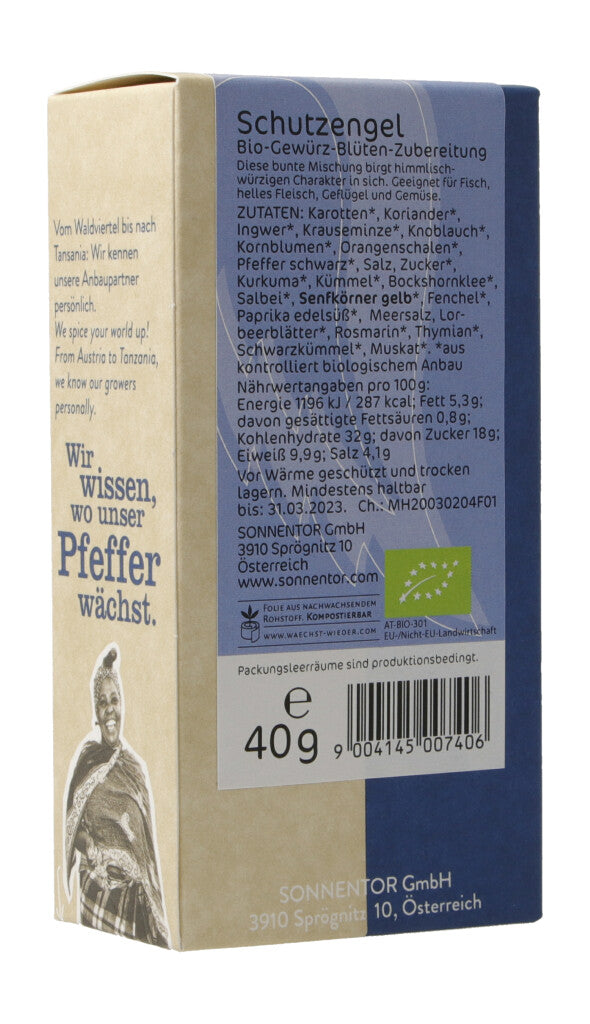 Vom Waldviertel bis nach
Tansania: Wir kennen
unsere Anbaupartner
persönlich.
We spice your world up!
From Austria to Tanzania,
we know our growers
personally.
Wir
wissen,
wo unser
Pfeffer
wächst.
Schutzengel
Bio-Gewürz-Blüten-Zubereitung
Diese bunte Mischung birgt himmlisch-
würzigen Charakter in sich. Geeignet für Fisch,
helles Fleisch, Geflügel und Gemüse.
ZUTATEN: Karotten*, Koriander*,
Ingwer*, Krauseminze*, Knoblauch*,
Kornblumen*, Orangenschalen*,
Pfeffer schwarz*, Salz, Zucker*,
Kurkuma*, Kümmel*, Bockshornklee*,
Salbei*, Senfkörner gelb*, Fenchel*,
Paprika edelsüß*, Meersalz, Lor-
beerblätter*, Rosmarin*, Thymian*,
Schwarzkümmel*, Muskat*. *aus
kontrolliert biologischem Anbau
Nährwertangaben pro 100g:
Energie 1196 kJ / 287 kcal; Fett 5,3g;
davon gesättigte Fettsäuren 0,8g;
Kohlenhydrate 32g; davon Zucker 18g;
Eiweiß 9,9g; Salz 4,1g
Vor Wärme geschützt und trocken
lagern. Mindestens haltbar
bis: 31.03.2023. Ch.: MH20030204F01
SONNENTOR GmbH
3910 Sprögnitz 10
Österreich
www.sonnentor.com
FOLIE AUS NACHWACHSENDEM
ROHSTOFF. KOMPOSTIERBAR
WWW.WAECHST-WIEDER.COM
AT-BIO-301
EU-/Nicht-EU-Landwirtschaft
Packungsleerräume sind produktionsbedingt.
e
40g
9 004145 007406
SONNENTOR GmbH
3910 Sprögnitz 10, Österreich